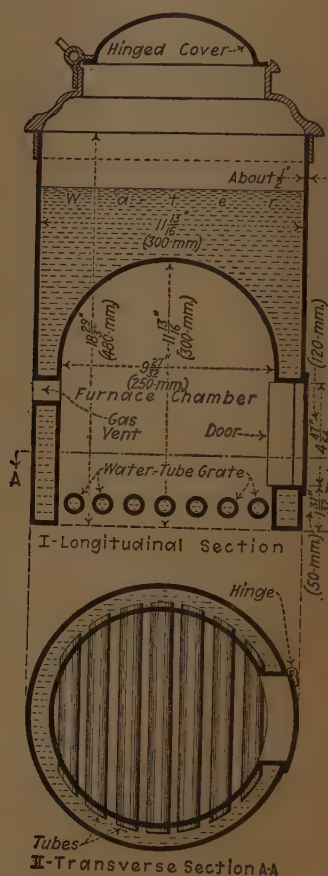 Hinged Cover
About 1/2"
W a t e r
11 13/16"
(300-mm)
18 29/32"
(480-mm)
11 13/16"
(300-mm)
9 27/32"
(250-mm)
(120-mm)
Furnace Chamber
Gas
Vent
Door
A
Water-Tube Grate
(50-mm)
I-Longitudinal Section
Hinge
Tubes
II-Transverse Section A-A